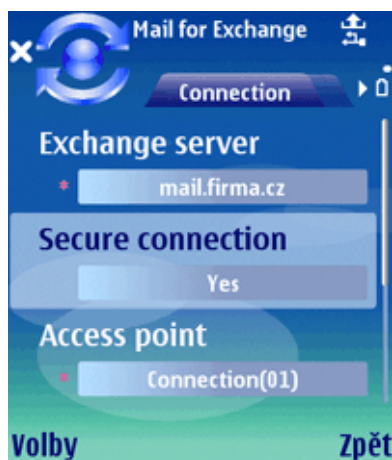 Mail for Exchange
Connection
Exchange server
* mail.firma.cz
Secure connection
Yes
Access point
* Connection(01)
Volby Zpět